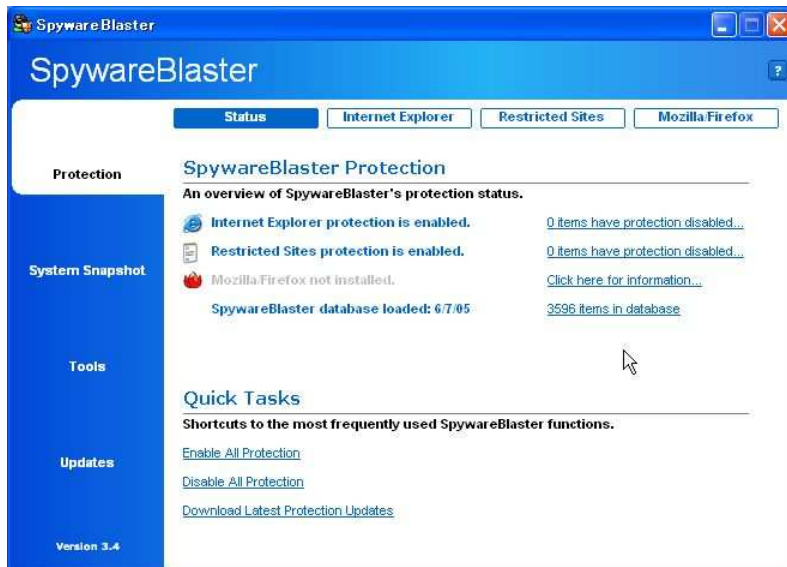 SpywareBlaster
SpywareBlaster
?
Status
Internet Explorer
Restricted Sites
Mozilla/Firefox
Protection
System Snapshot
Tools
Updates
Version 3.4
SpywareBlaster Protection
An overview of SpywareBlaster's protection status.
Internet Explorer protection is enabled. 0 items have protection disabled...
Restricted Sites protection is enabled. 0 items have protection disabled...
Mozilla/Firefox not installed. Click here for information...
SpywareBlaster database loaded: 6/7/05 3596 items in database
Quick Tasks
Shortcuts to the most frequently used SpywareBlaster functions.
Enable All Protection
Disable All Protection
Download Latest Protection Updates